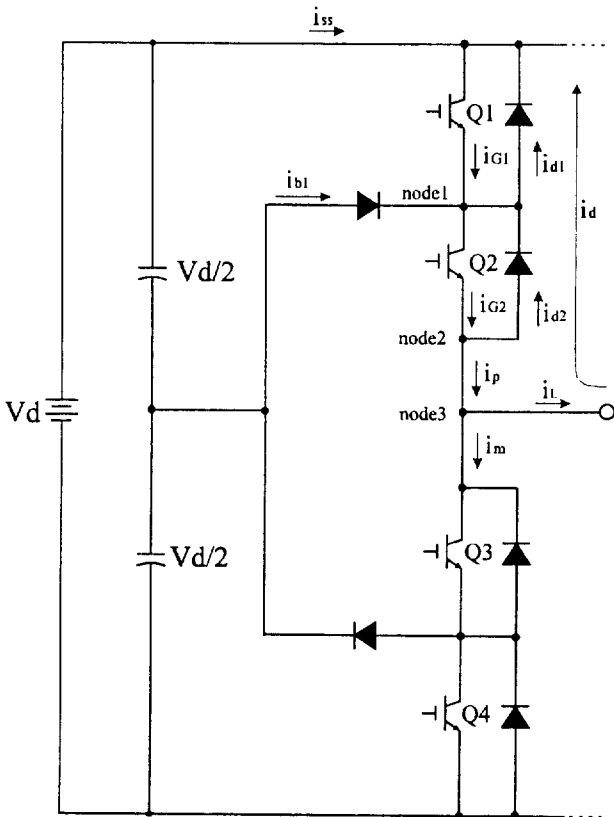 iss
Q1
iG1
id1
id
ib1
node1
Q2
Vd/2
iG2
id2
node2
ip
iL
Vd
node3
im
Vd/2
Q3
Q4